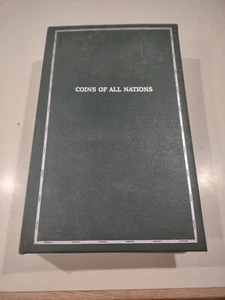 COINS OF ALL NATIONS